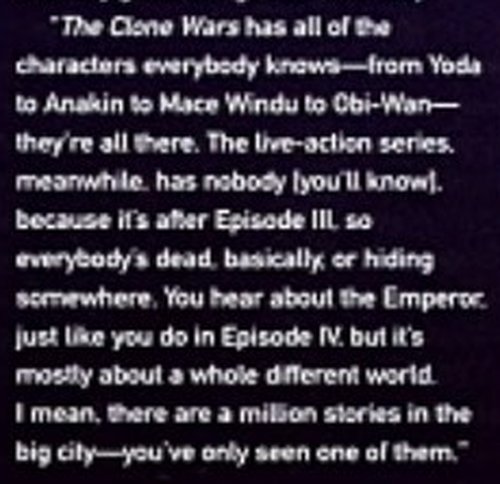 "The Clone Wars has all of the
characters everybody knows—from Yoda
to Anakin to Mace Windu to Obi-Wan—
they're all there. The live-action series,
meanwhile, has nobody [you'll know],
because it's after Episode III, so
everybody's dead, basically, or hiding
somewhere. You hear about the Emperor,
just like you do in Episode IV, but it's
mostly about a whole different world.
I mean, there are a million stories in the
big city—you've only seen one of them."